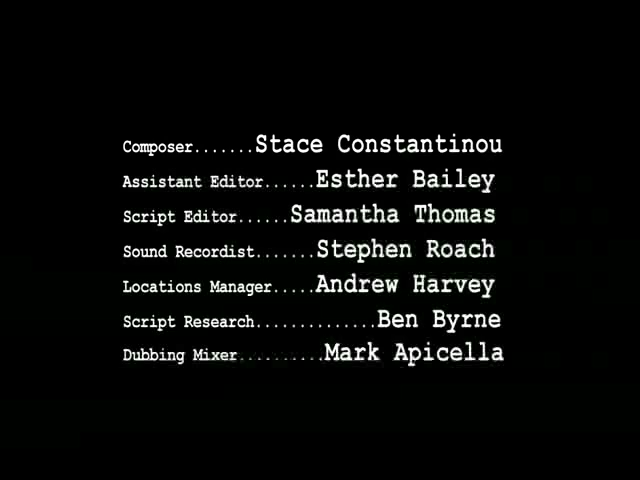 Composer.......Stace Constantinou
Assistant Editor......Esther Bailey
Script Editor......Samantha Thomas
Sound Recordist.......Stephen Roach
Locations Manager.....Andrew Harvey
Script Research..............Ben Byrne
Dubbing Mixer..........Mark Apicella